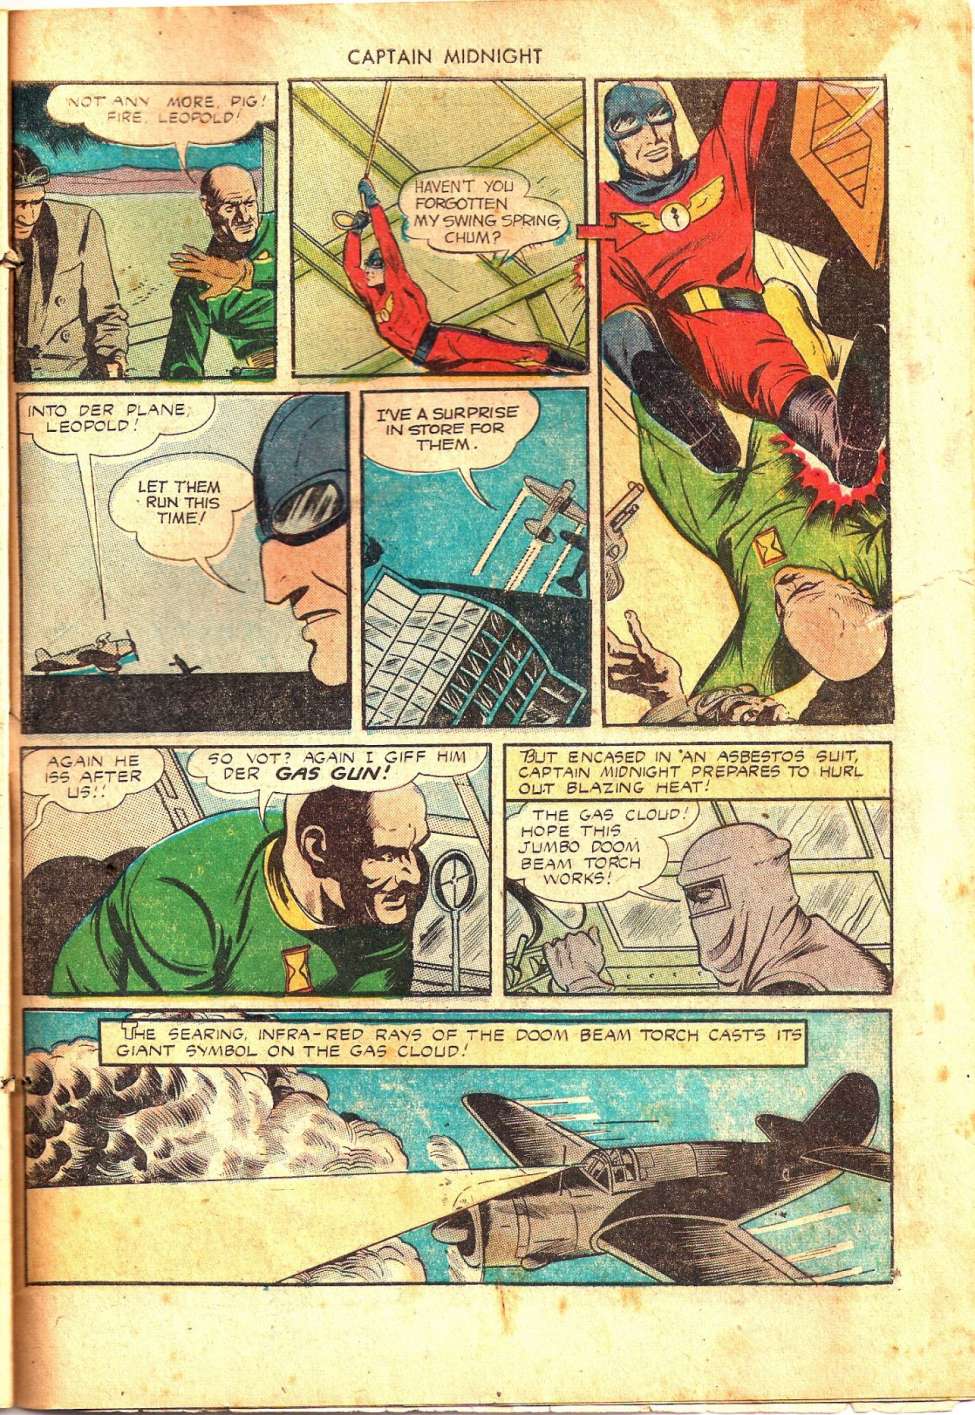 CAPTAIN MIDNIGHT
NOT ANY MORE, PIG!
FIRE, LEOPOLD!
HAVEN'T YOU
FORGOTTEN
MY SWING SPRING,
CHUM?
INTO DER PLANE,
LEOPOLD!
LET THEM
RUN THIS
TIME!
I'VE A SURPRISE
IN STORE FOR
THEM.
AGAIN HE
ISS AFTER
US!!
SO VOT? AGAIN I GIFF HIM
DER GAS GUN!
BUT ENCASED IN AN ASBESTOS SUIT,
CAPTAIN MIDNIGHT PREPARES TO HURL
OUT BLAZING HEAT!
THE GAS CLOUD!
HOPE THIS
JUMBO DOOM
BEAM TORCH
WORKS!
THE SEARING, INFRA-RED RAYS OF THE DOOM BEAM TORCH CASTS ITS
GIANT SYMBOL ON THE GAS CLOUD!